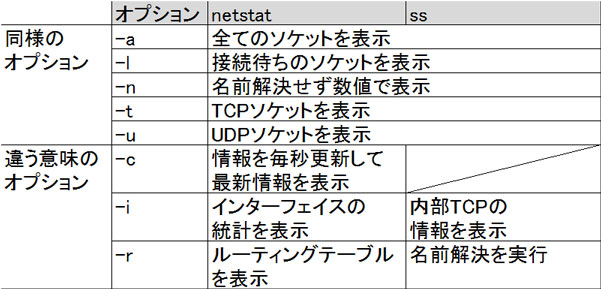 オプション netstat ss
同様の
オプション
-a 全てのソケットを表示
-l 接続待ちのソケットを表示
-n 名前解決せず数値で表示
-t TCPソケットを表示
-u UDPソケットを表示
違う意味の
オプション
-c 情報を毎秒更新して
最新情報を表示
-i インターフェイスの 内部TCPの
統計を表示 情報を表示
-r ルーティングテーブル 名前解決を実行
を表示